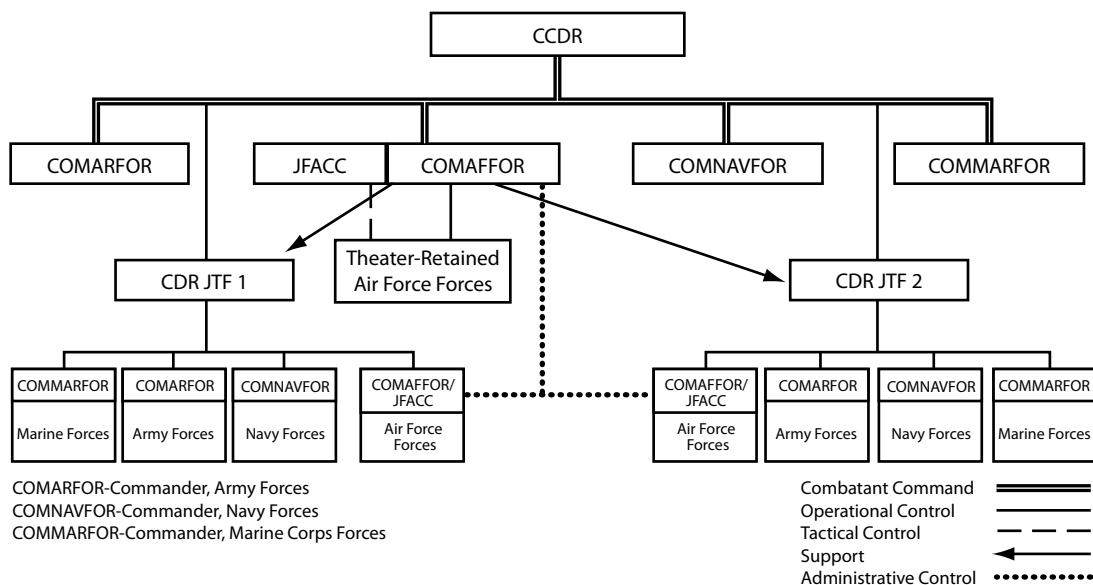 CCDR
COMARFOR
JFACC
COMAFFOR
COMNAVFOR
COMMARFOR
Theater-Retained
Air Force Forces
CDR JTF 1
CDR JTF 2
COMMARFOR
Marine Forces
COMARFOR
Army Forces
COMNAVFOR
Navy Forces
COMAFFOR/
JFACC
Air Force
Forces
COMAFFOR/
JFACC
Air Force
Forces
COMARFOR
Army Forces
COMNAVFOR
Navy Forces
COMMARFOR
Marine Forces
COMARFOR-Commander, Army Forces
COMNAVFOR-Commander, Navy Forces
COMMARFOR-Commander, Marine Corps Forces
Combatant Command
Operational Control
Tactical Control
Support
Administrative Control